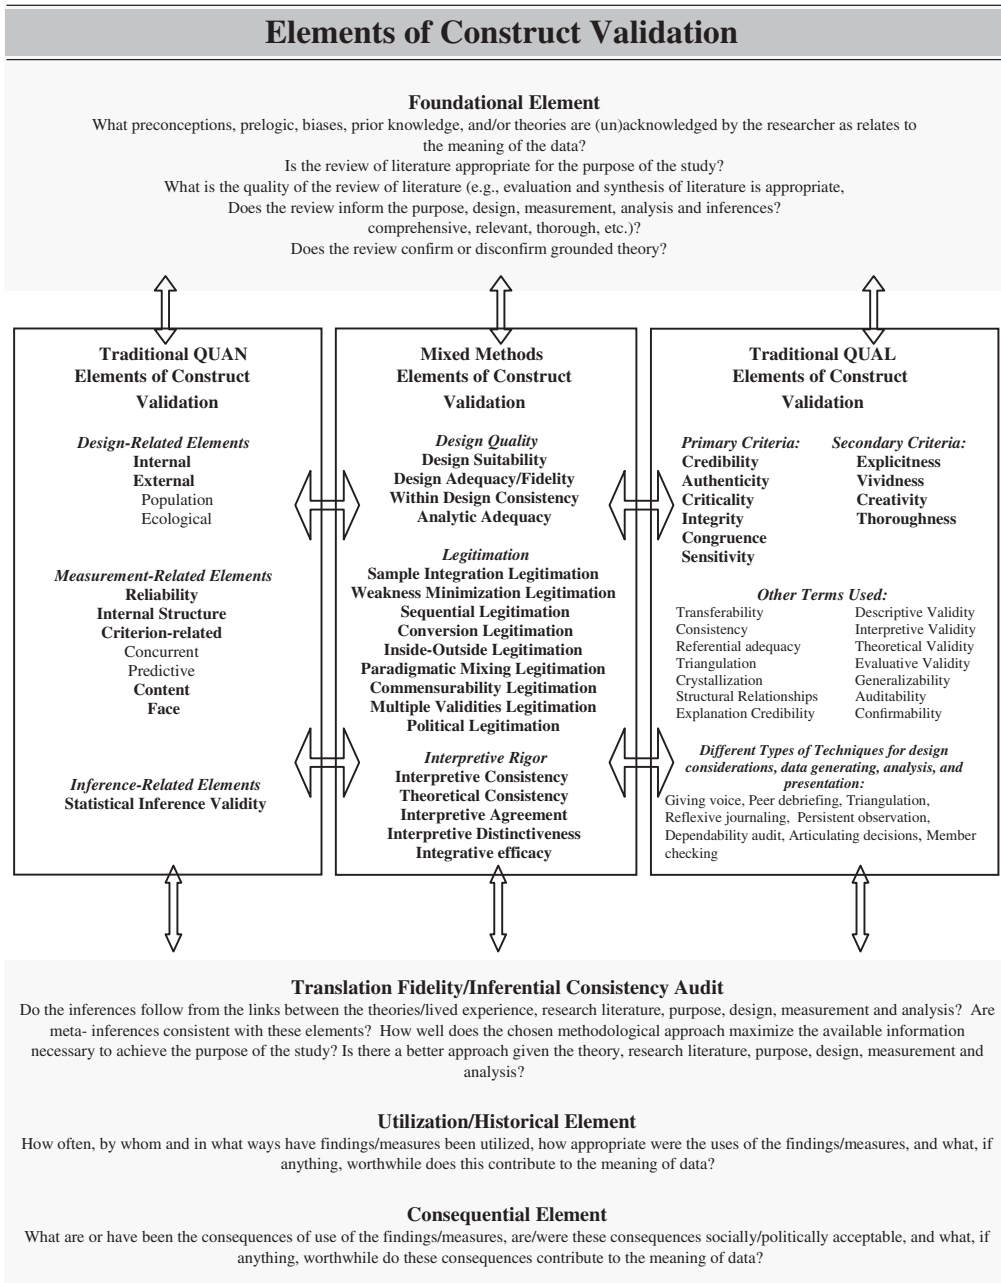 Elements of Construct Validation
Foundational Element
What preconceptions, prelogic, biases, prior knowledge, and/or theories are (un)acknowledged by the researcher as relates to
the meaning of the data?
Is the review of literature appropriate for the purpose of the study?
What is the quality of the review of literature (e.g., evaluation and synthesis of literature is appropriate,
Does the review inform the purpose, design, measurement, analysis and inferences?
comprehensive, relevant, thorough, etc.)?
Does the review confirm or disconfirm grounded theory?
Traditional QUAN
Elements of Construct
Validation
Design-Related Elements
Internal
External
Population
Ecological
Measurement-Related Elements
Reliability
Internal Structure
Criterion-related
Concurrent
Predictive
Content
Face
Inference-Related Elements
Statistical Inference Validity
Mixed Methods
Elements of Construct
Validation
Design Quality
Design Suitability
Design Adequacy/Fidelity
Within Design Consistency
Analytic Adequacy
Legitimation
Sample Integration Legitimation
Weakness Minimization Legitimation
Sequential Legitimation
Conversion Legitimation
Inside-Outside Legitimation
Paradigmatic Mixing Legitimation
Commensurability Legitimation
Multiple Validities Legitimation
Political Legitimation
Interpretive Rigor
Interpretive Consistency
Theoretical Consistency
Interpretive Agreement
Interpretive Distinctiveness
Integrative efficacy
Traditional QUAL
Elements of Construct
Validation
Primary Criteria:
Credibility
Authenticity
Criticality
Integrity
Congruence
Sensitivity
Secondary Criteria:
Explicitness
Vividness
Creativity
Thoroughness
Other Terms Used:
Transferability
Consistency
Referential adequacy
Triangulation
Crystallization
Structural Relationships
Explanation Credibility
Descriptive Validity
Interpretive Validity
Theoretical Validity
Evaluative Validity
Generalizability
Auditability
Confirmability
Different Types of Techniques for design
considerations, data generating, analysis, and
presentation:
Giving voice, Peer debriefing, Triangulation,
Reflexive journaling, Persistent observation,
Dependability audit, Articulating decisions, Member
checking
Translation Fidelity/Inferential Consistency Audit
Do the inferences follow from the links between the theories/lived experience, research literature, purpose, design, measurement and analysis? Are
meta- inferences consistent with these elements? How well does the chosen methodological approach maximize the available information
necessary to achieve the purpose of the study? Is there a better approach given the theory, research literature, purpose, design, measurement and
analysis?
Utilization/Historical Element
How often, by whom and in what ways have findings/measures been utilized, how appropriate were the uses of the findings/measures, and what, if
anything, worthwhile does this contribute to the meaning of data?
Consequential Element
What are or have been the consequences of use of the findings/measures, are/were these consequences socially/politically acceptable, and what, if
anything, worthwhile do these consequences contribute to the meaning of data?